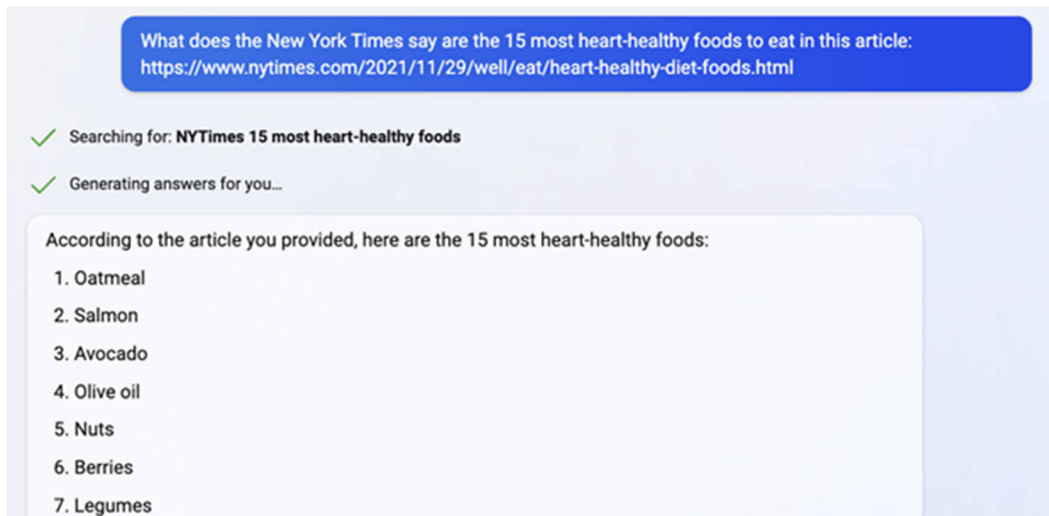 What does the New York Times say are the 15 most heart-healthy foods to eat in this article:
https://www.nytimes.com/2021/11/29/well/eat/heart-healthy-diet-foods.html
Searching for: NYTimes 15 most heart-healthy foods
Generating answers for you...
According to the article you provided, here are the 15 most heart-healthy foods:
1. Oatmeal
2. Salmon
3. Avocado
4. Olive oil
5. Nuts
6. Berries
7. Legumes